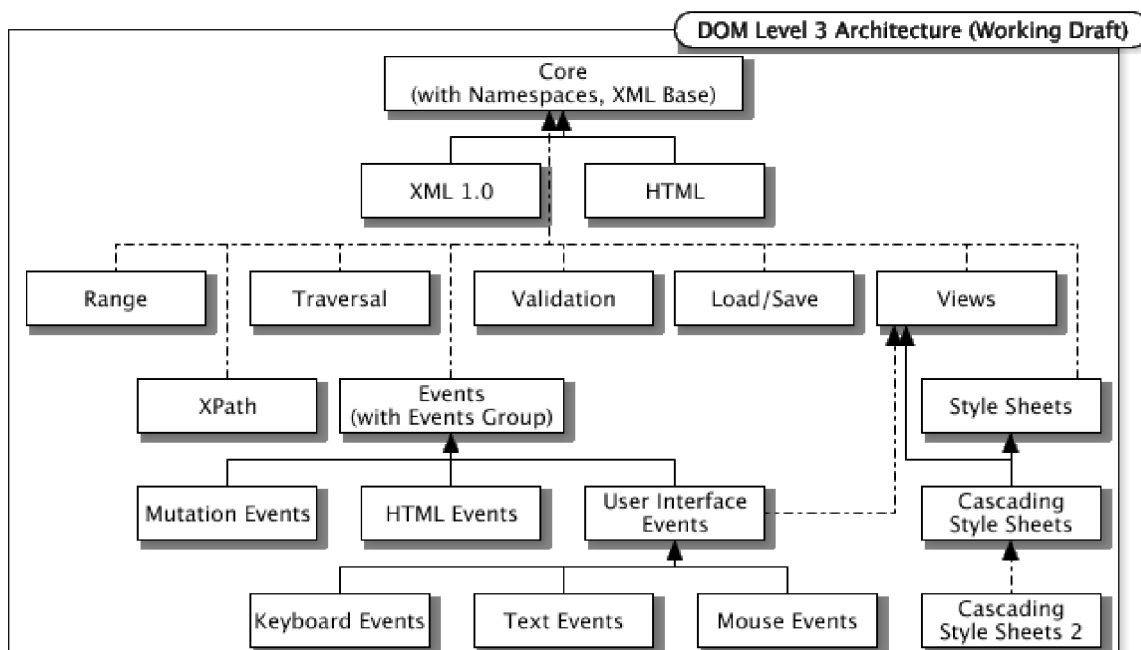 DOM Level 3 Architecture (Working Draft)
Core
(with Namespaces, XML Base)
XML 1.0
HTML
Range
Traversal
Validation
Load/Save
Views
XPath
Events
(with Events Group)
Style Sheets
Mutation Events
HTML Events
User Interface
Events
Cascading
Style Sheets
Keyboard Events
Text Events
Mouse Events
Cascading
Style Sheets 2